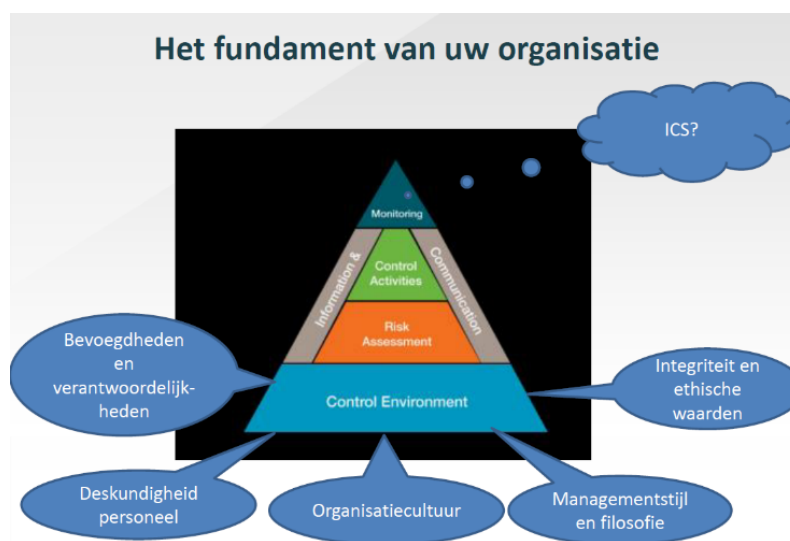 Het fundament van uw organisatie
ICS?
Monitoring
Information &
Communication
Control
Activities
Risk
Assessment
Control Environment
Bevoegdheden
en
verantwoordelijk-
heden
Integriteit en
ethische
waarden
Deskundigheid
personeel
Organisatiecultuur
Managementstijl
en filosofie